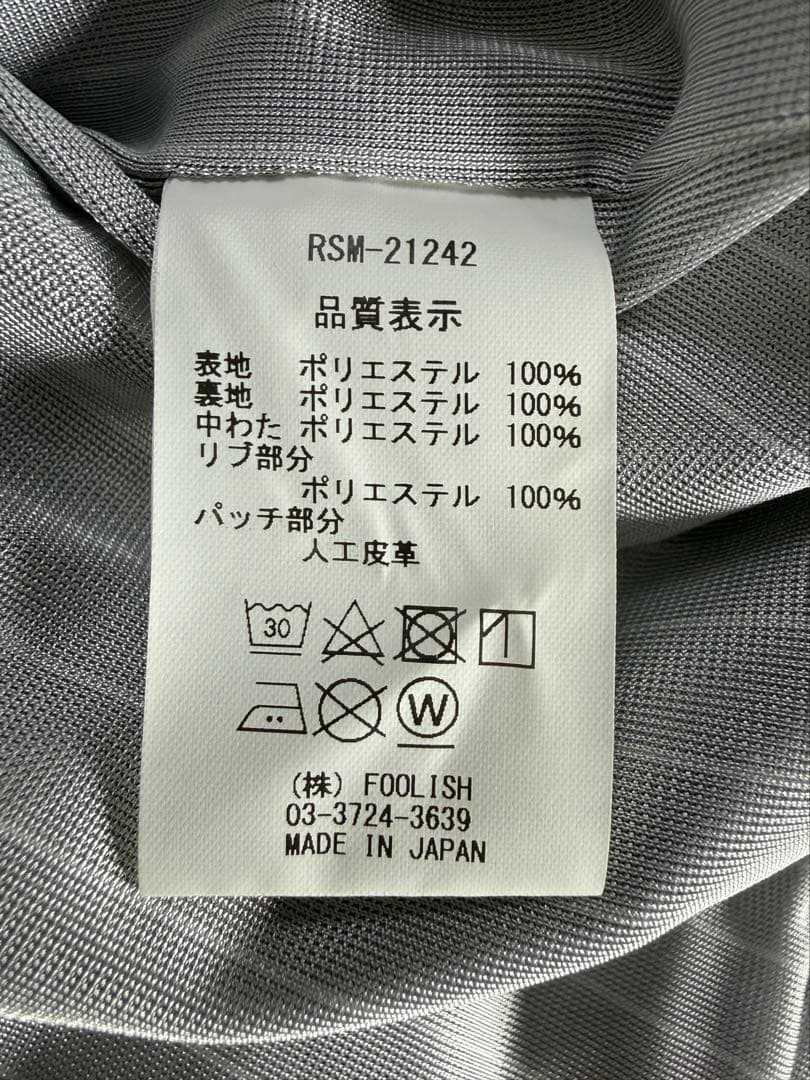 RSM-21242
品質表示
表地 ポリエステル 100%
裏地 ポリエステル 100%
中わた ポリエステル 100%
リブ部分
ポリエステル 100%
パッチ部分
人工皮革
30
W
(株) FOOLISH
03-3724-3639
MADE IN JAPAN